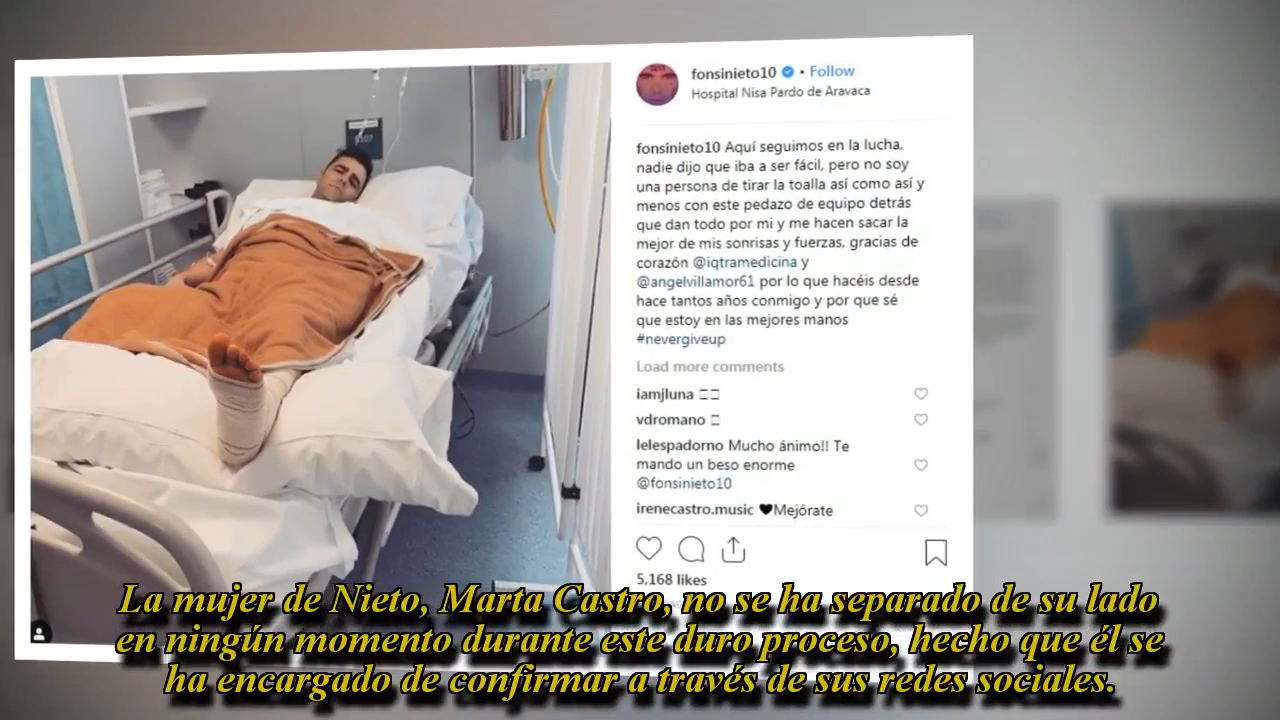 fonsinieto10 • Follow
Hospital Nisa Pardo de Aravaca
fonsinieto10 Aquí seguimos en la lucha,
nadie dijo que iba a ser fácil, pero no soy
una persona de tirar la toalla así como así y
menos con este pedazo de equipo detrás
que dan todo por mi y me hacen sacar la
mejor de mis sonrisas y fuerzas, gracias de
corazón @iqtramedicina y
@angelvillamor61 por lo que hacéis desde
hace tantos años conmigo y por que sé
que estoy en las mejores manos
#nevergiveup
Load more comments
iamjluna
vdromano
lelespadorno Mucho ánimo!! Te
mando un beso enorme
@fonsinieto10
irenecastro.music 🖤Mejórate
5,168 likes
La mujer de Nieto, Marta Castro, no se ha separado de su lado
en ningún momento durante este duro proceso, hecho que él se
ha encargado de confirmar a través de sus redes sociales.